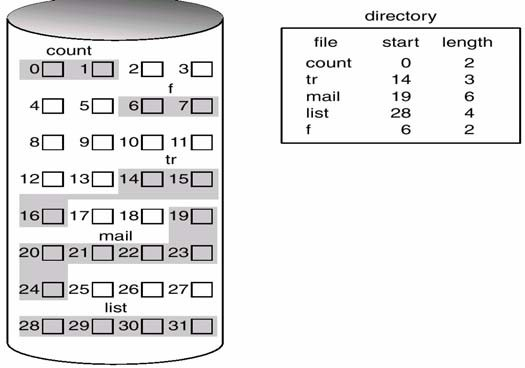 count
0 1 2 3
f
4 5 6 7
8 9 10 11
tr
12 13 14 15
16 17 18 19
mail
20 21 22 23
24 25 26 27
list
28 29 30 31
directory
file start length
count 0 2
tr 14 3
mail 19 6
list 28 4
f 6 2